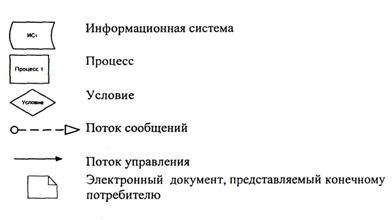 ИС1
Информационная система
Процесс 1
Процесс
Условие
Условие
Поток сообщений
Поток управления
Электронный документ, представляемый конечному
потребителю